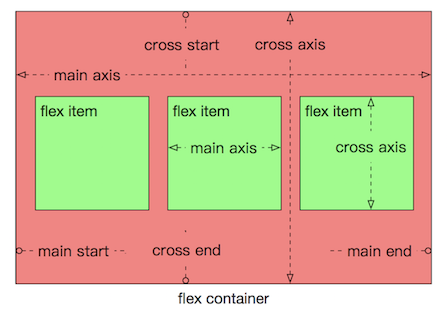 cross start
cross axis
main axis
flex item
flex item
flex item
main axis
cross axis
main start
cross end
main end
flex container